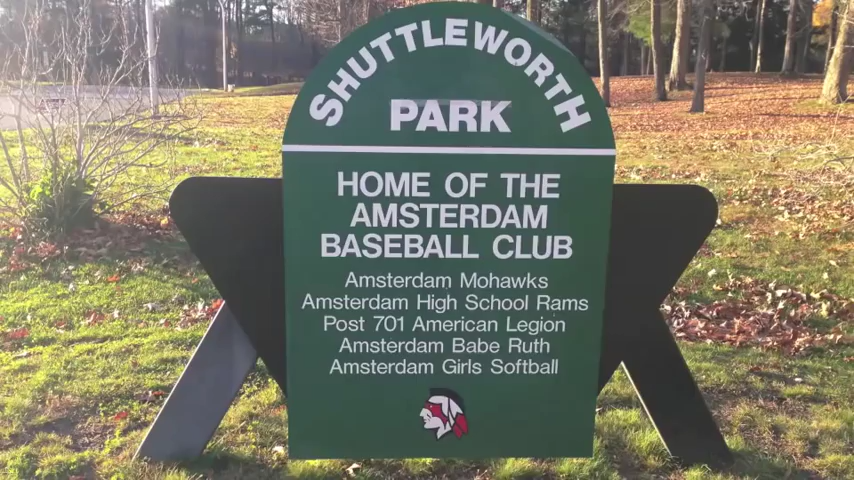 SHUTTLEWORTH
PARK
HOME OF THE
AMSTERDAM
BASEBALL CLUB
Amsterdam Mohawks
Amsterdam High School Rams
Post 701 American Legion
Amsterdam Babe Ruth
Amsterdam Girls Softball